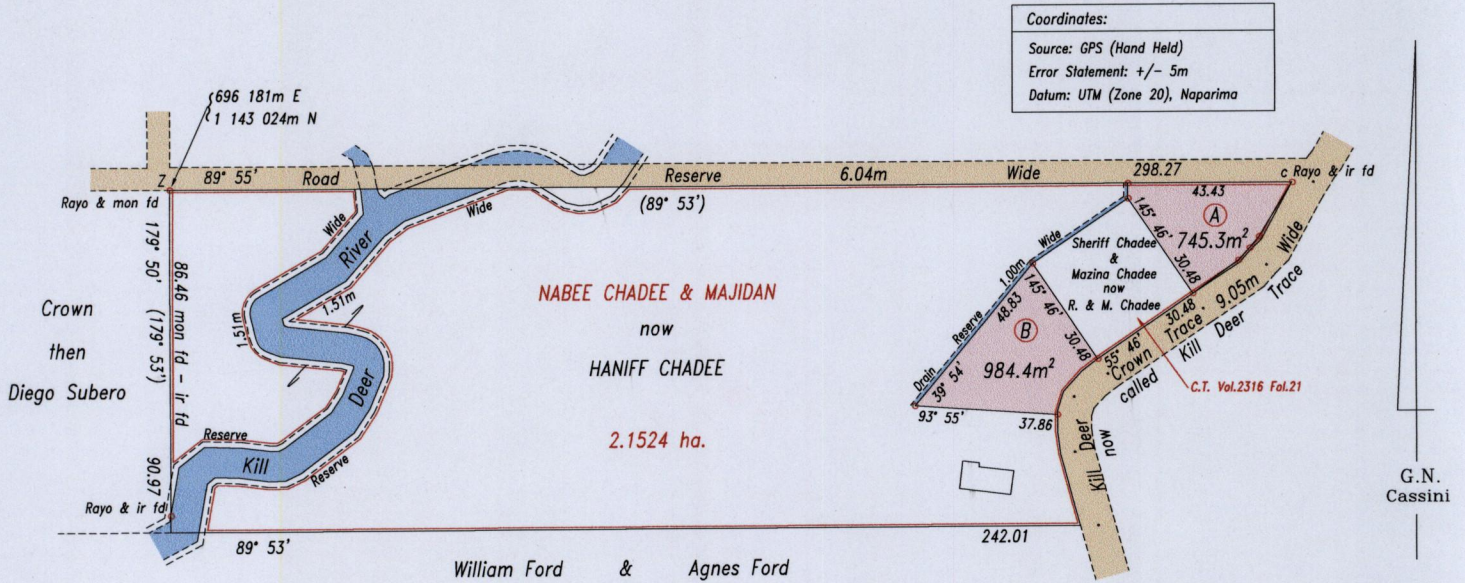 Coordinates:
Source: GPS (Hand Held)
Error Statement: +/- 5m
Datum: UTM (Zone 20), Naparima
696 181m E
1 143 024m N
Z
89° 55'
Road
Reserve
6.04m
Wide
298.27
c Rayo & ir fd
Rayo & mon fd
(89° 53')
43.43
Wide
River
Wide
179° 50' (179° 53')
86.46 mon fd - ir fd
90.97
Crown
then
Diego Subero
1.51m
1.51m
Deer
Reserve
Kill
Reserve
Rayo & ir fd
89° 53'
NABEE CHADEE & MAJIDAN
now
HANIFF CHADEE
2.1524 ha.
A
745.3m²
145° 46'
30.48
Sheriff Chadee
&
Mazina Chadee
now
R. & M. Chadee
Drain Reserve 1.00m Wide
48.83
39° 54'
145° 46'
30.48
B
984.4m²
93° 55'
37.86
30.48
55° 46'
Crown Trace 9.05m Wide
called Kill Deer Trace
Kill Deer
now
C.T. Vol.2316 Fol.21
242.01
William Ford & Agnes Ford
G.N.
Cassini